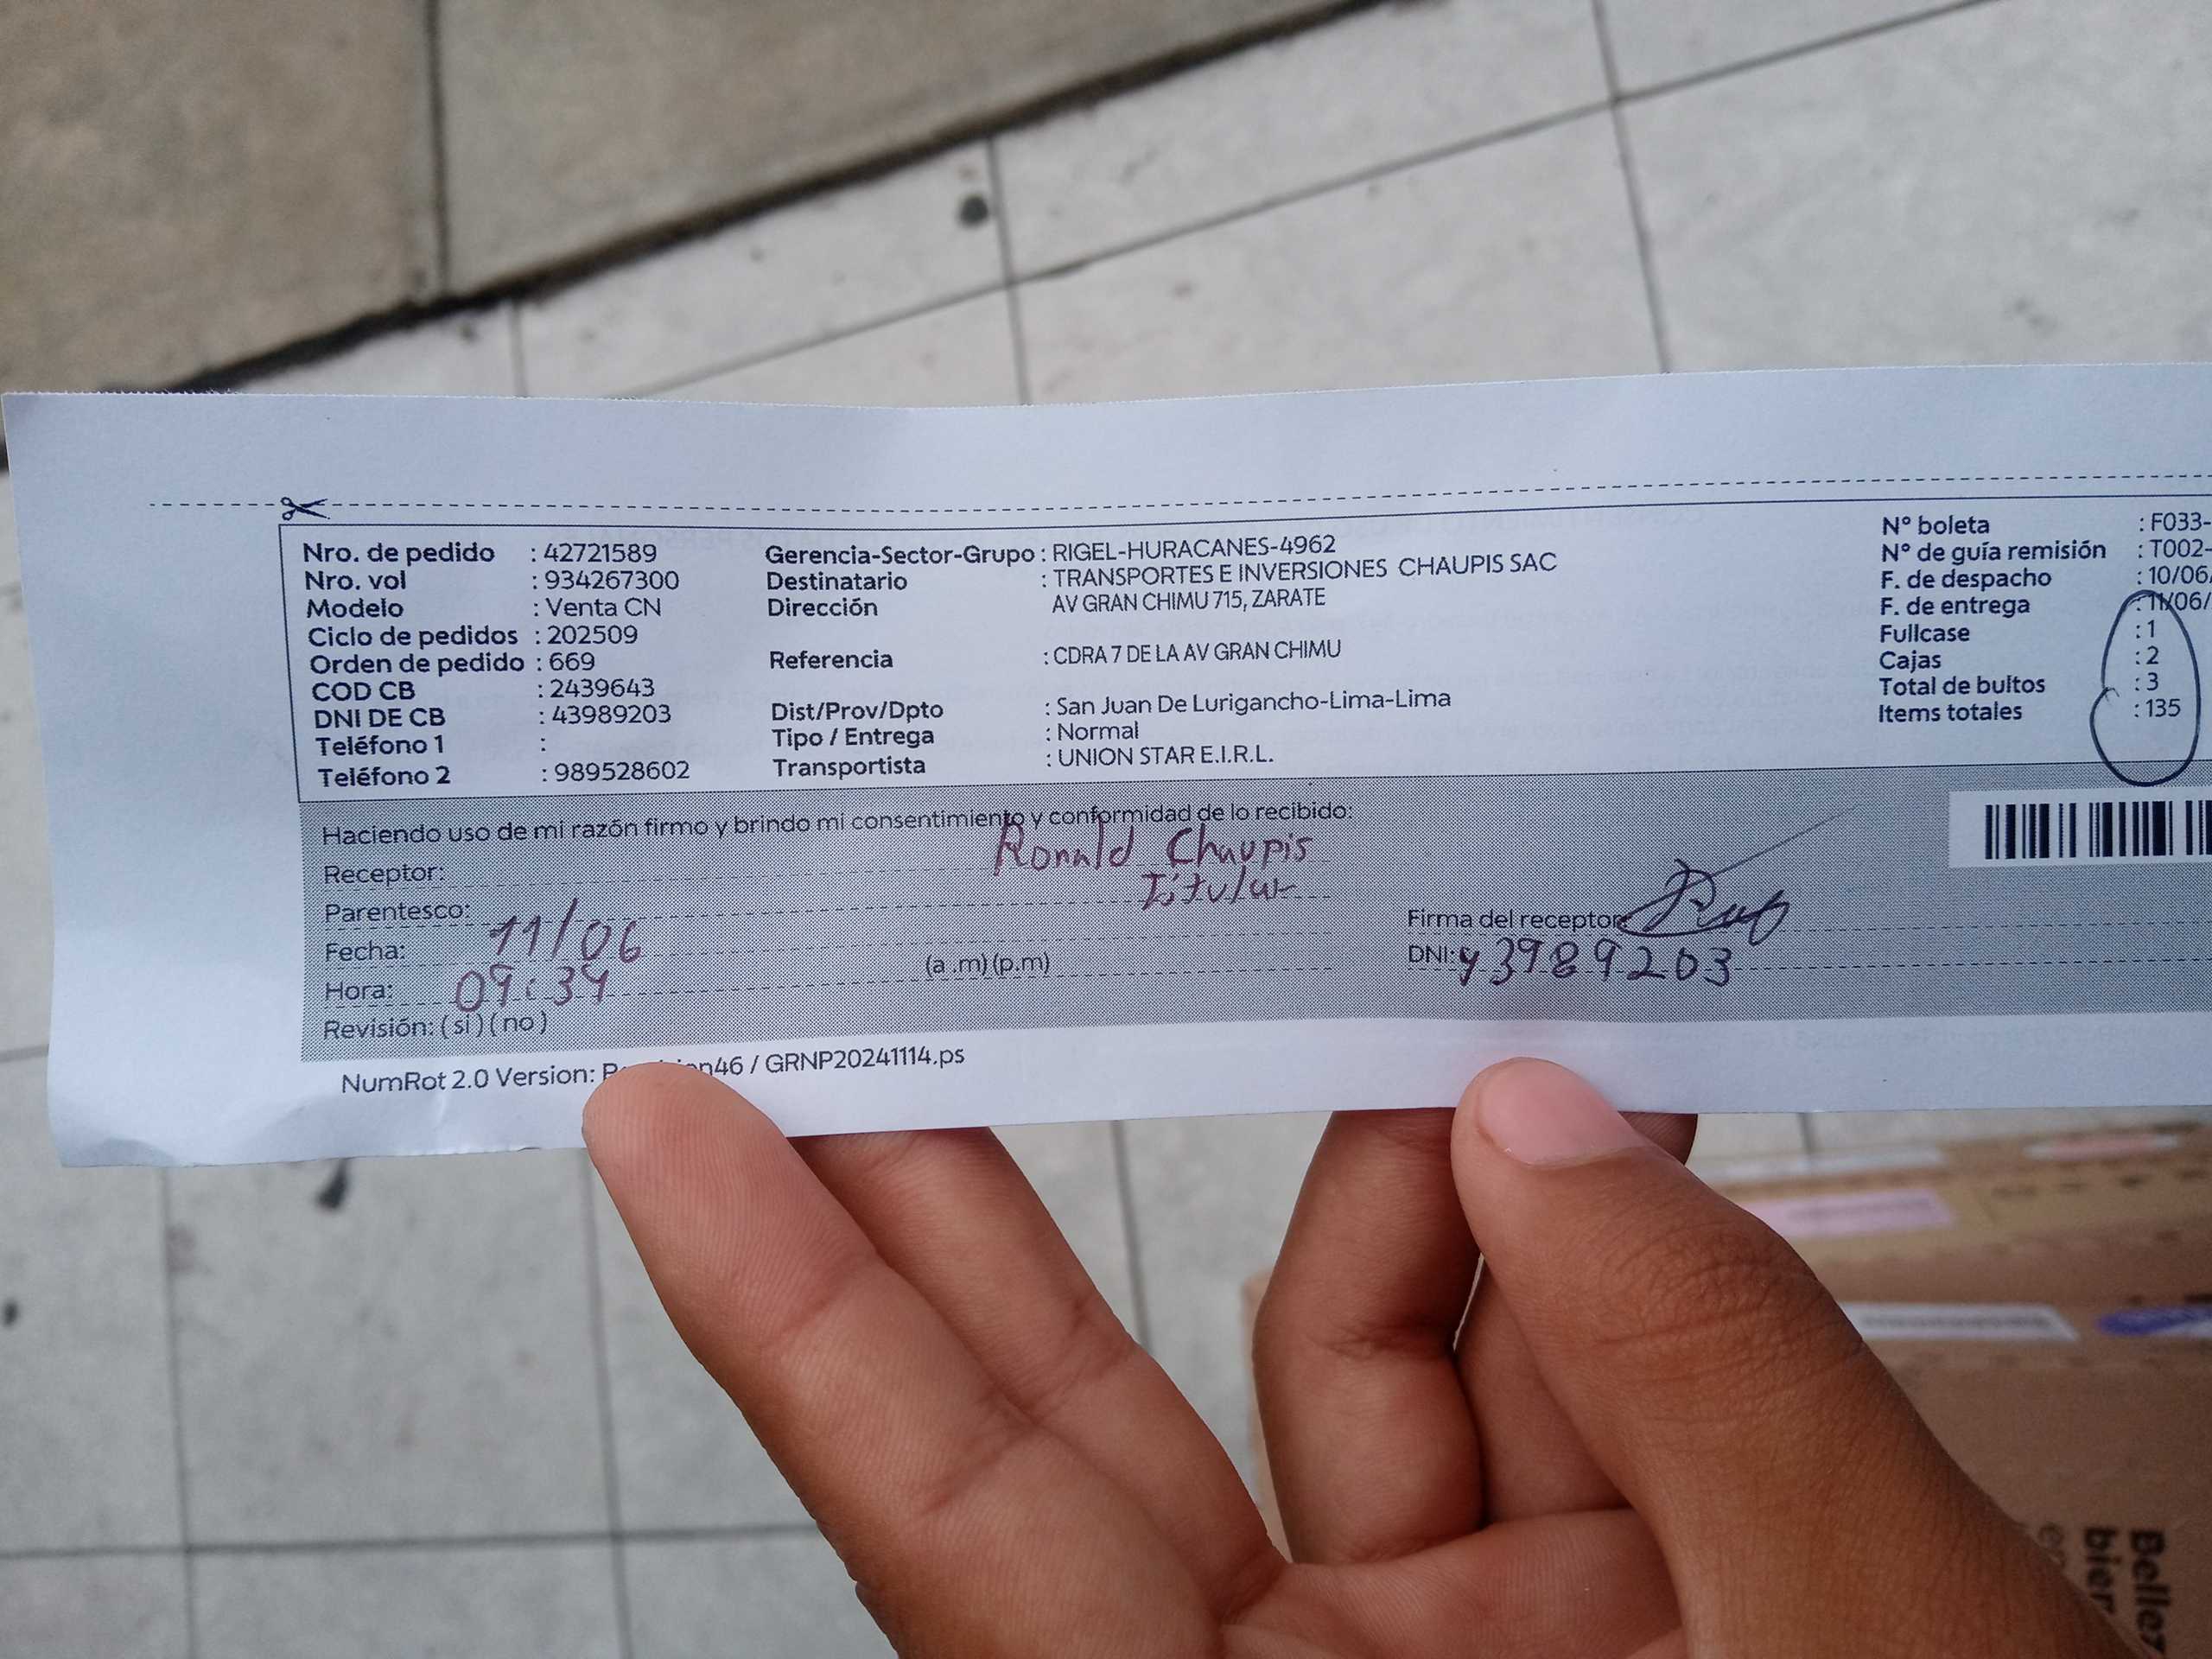 Nro. de pedido : 42721589
Nro. vol : 934267300
Modelo : Venta CN
Ciclo de pedidos : 202509
Orden de pedido : 669
COD CB : 2439643
DNI DE CB : 43989203
Teléfono 1 :
Teléfono 2 : 989528602
Gerencia-Sector-Grupo : RIGEL-HURACANES-4962
Destinatario : TRANSPORTES E INVERSIONES CHAUPIS SAC
Dirección AV GRAN CHIMU 715, ZARATE
Referencia : CDRA 7 DE LA AV GRAN CHIMU
Dist/Prov/Dpto : San Juan De Lurigancho-Lima-Lima
Tipo / Entrega : Normal
Transportista : UNION STAR E.I.R.L.
N° boleta : F033-
N° de guía remisión : T002-
F. de despacho : 10/06/
F. de entrega : 11/06/
Fullcase : 1
Cajas : 2
Total de bultos : 3
Items totales : 135
Haciendo uso de mi razón firmo y brindo mi consentimiento y conformidad de lo recibido:
Receptor: Ronald Chaupis
Parentesco: Titular
Fecha: 11/06
Hora: 09:39 (a .m) (p.m)
Revisión: (si) (no)
Firma del receptor
DNI: 43989203
NumRot 2.0 Version: 46 / GRNP20241114.ps